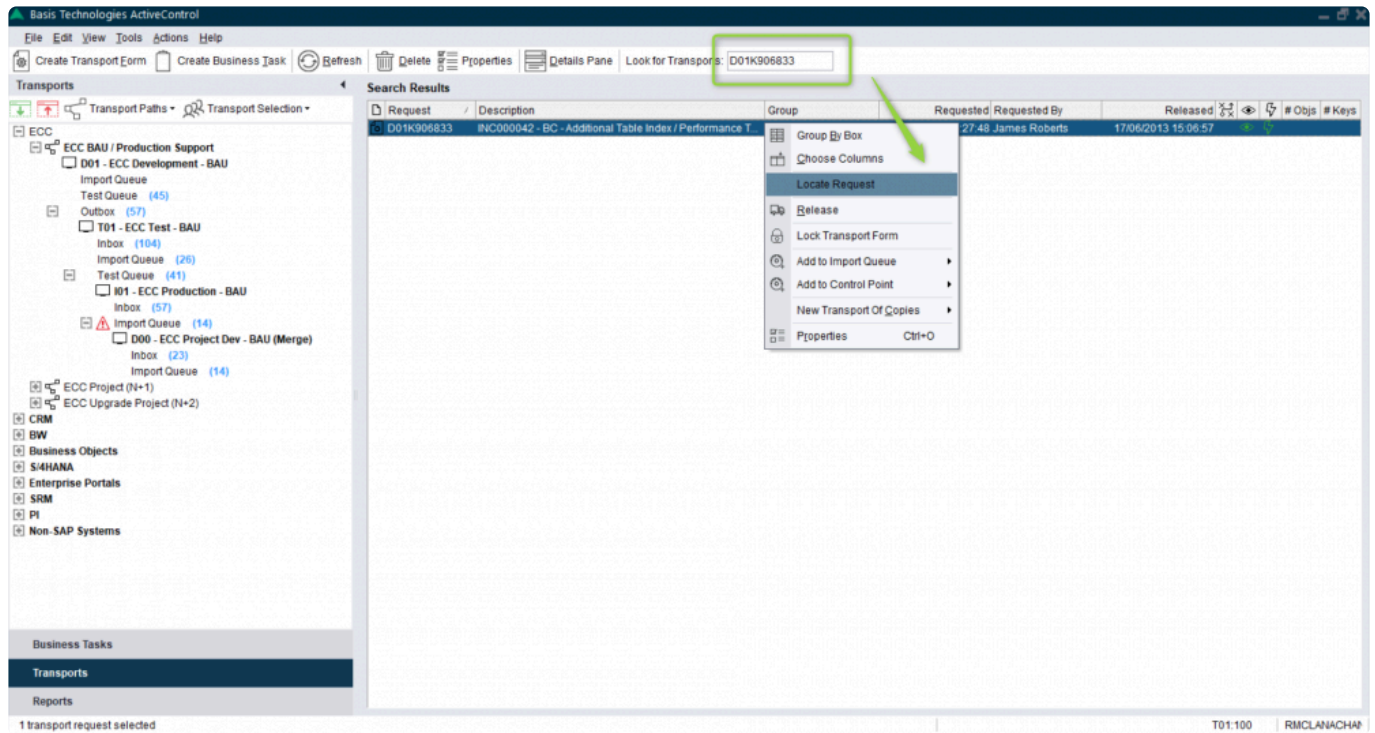 Basis Technologies ActiveControl
File Edit View Tools Actions Help
Create Transport Form Create Business Task Refresh Delete Properties Details Pane Look for Transports: D01K906833
Transports Search Results
Transport Paths Transport Selection
Request Description Group Requested Requested By Released # Objs # Keys
D01K906833 INC000042 - BC - Additional Table Index / Performance T... :27:48 James Roberts 17/06/2013 15:06:57
ECC
ECC BAU / Production Support
D01 - ECC Development - BAU
Import Queue
Test Queue (45)
Outbox (57)
T01 - ECC Test - BAU
Inbox (104)
Import Queue (26)
Test Queue (41)
I01 - ECC Production - BAU
Inbox (57)
Import Queue (14)
D00 - ECC Project Dev - BAU (Merge)
Inbox (23)
Import Queue (14)
ECC Project (N+1)
ECC Upgrade Project (N+2)
CRM
BW
Business Objects
S/4HANA
Enterprise Portals
SRM
PI
Non-SAP Systems
Group By Box
Choose Columns
Locate Request
Release
Lock Transport Form
Add to Import Queue
Add to Control Point
New Transport Of Copies
Properties Ctrl+O
Business Tasks
Transports
Reports
1 transport request selected T01:100 RMCLANACHAN